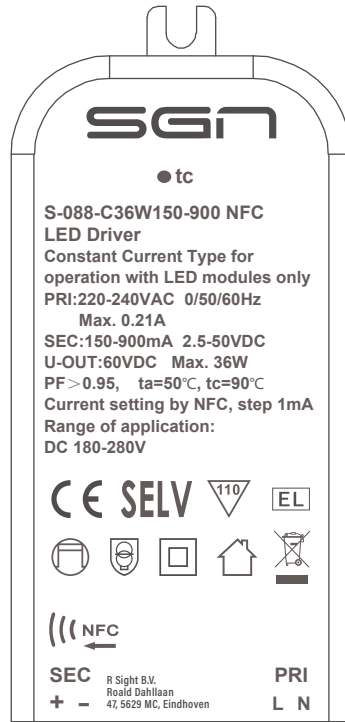 SGN
tc
S-088-C36W150-900 NFC
LED Driver
Constant Current Type for
operation with LED modules only
PRI:220-240VAC 0/50/60Hz
Max. 0.21A
SEC:150-900mA 2.5-50VDC
U-OUT:60VDC Max. 36W
PF＞0.95, ta=50℃, tc=90℃
Current setting by NFC, step 1mA
Range of application:
DC 180-280V
CE SELV 110 EL
NFC
SEC
+ -
R Sight B.V.
Roald Dahllaan
47, 5629 MC, Eindhoven
PRI
L N